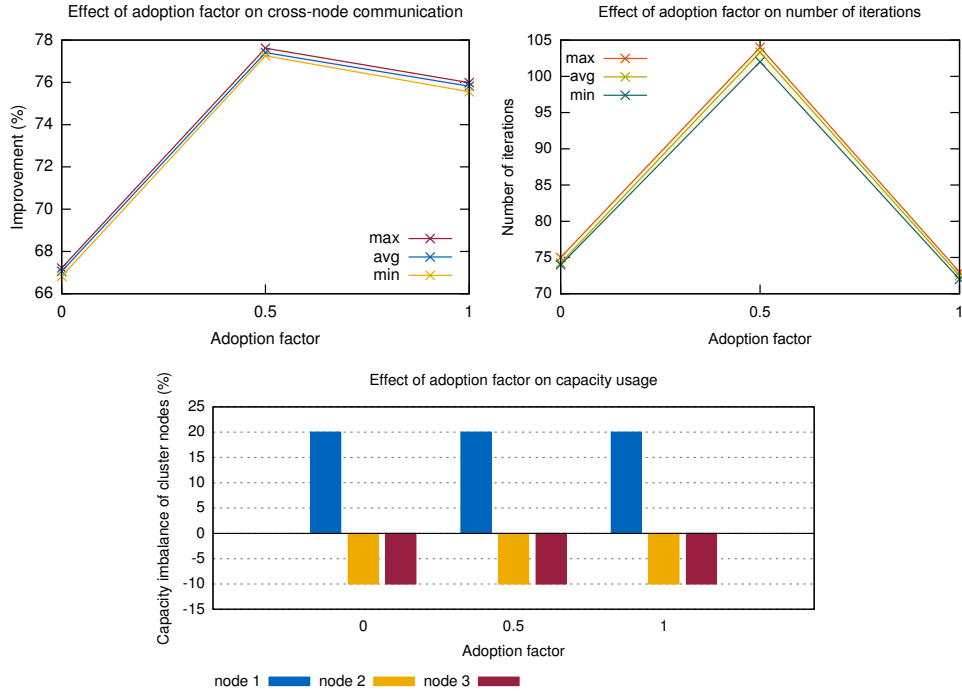 Effect of adoption factor on cross-node communication
78
76
74
72
70
68
66
0
0.5
1
Improvement (%)
Adoption factor
max
avg
min
Effect of adoption factor on number of iterations
105
100
95
90
85
80
75
70
0
0.5
1
Number of iterations
Adoption factor
max
avg
min
Effect of adoption factor on capacity usage
25
20
15
10
5
0
-5
-10
-15
0
0.5
1
Capacity imbalance of cluster nodes (%)
Adoption factor
node 1
node 2
node 3